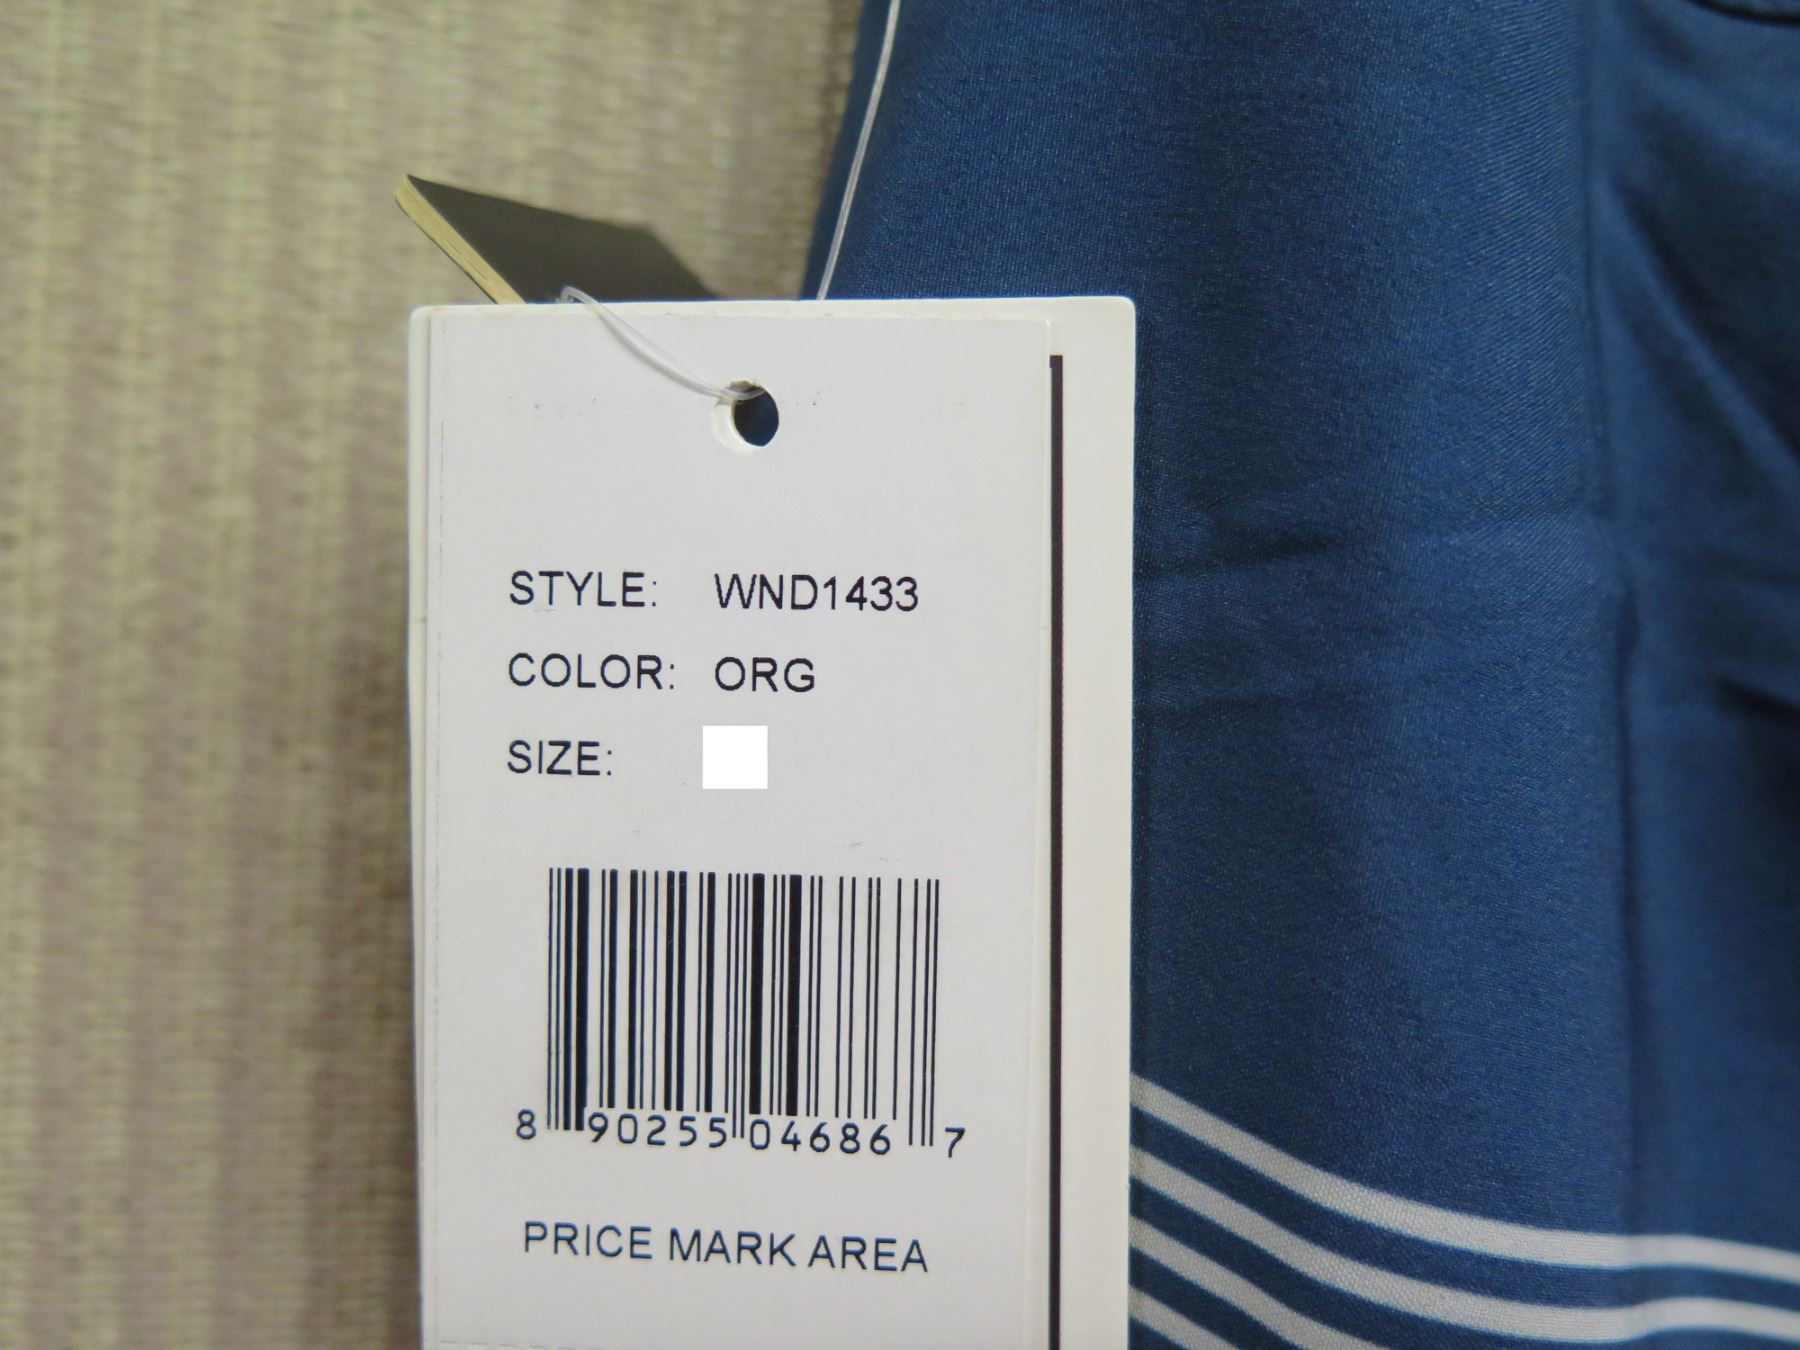 STYLE: WND1433
COLOR: ORG
SIZE:
8 90255 04686 7
PRICE MARK AREA